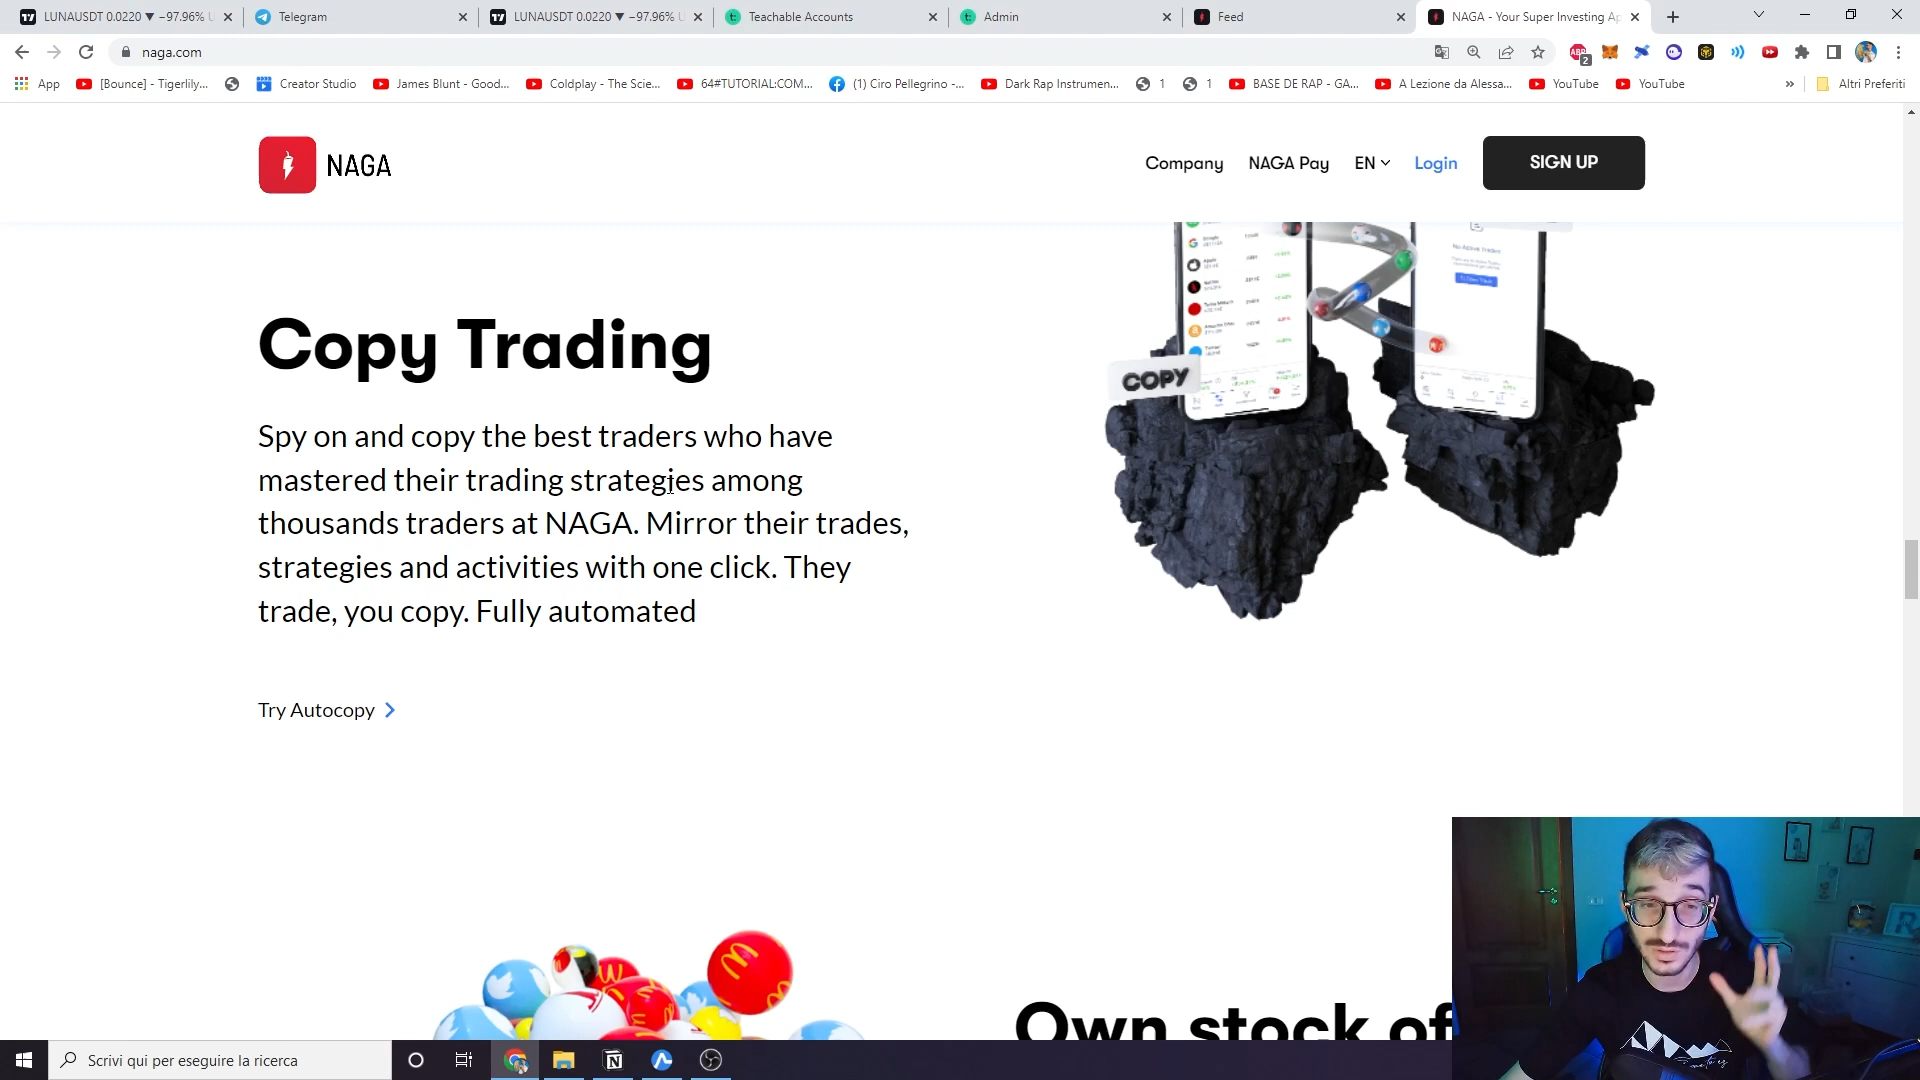 LUNAUSDT 0.0220 ▼ −97.96% U
Telegram
LUNAUSDT 0.0220 ▼ −97.96% U
Teachable Accounts
Admin
Feed
NAGA - Your Super Investing Ap
naga.com
App
[Bounce] - Tigerlily...
Creator Studio
James Blunt - Good...
Coldplay - The Scie...
64#TUTORIAL:COM...
(1) Ciro Pellegrino -...
Dark Rap Instrumen...
1
1
BASE DE RAP - GA...
A Lezione da Alessa...
YouTube
YouTube
»
Altri Preferiti
NAGA
Company
NAGA Pay
EN
Login
SIGN UP
Copy Trading
Spy on and copy the best traders who have
mastered their trading strategies among
thousands traders at NAGA. Mirror their trades,
strategies and activities with one click. They
trade, you copy. Fully automated
Try Autocopy
COPY
Own stock of
Scrivi qui per eseguire la ricerca